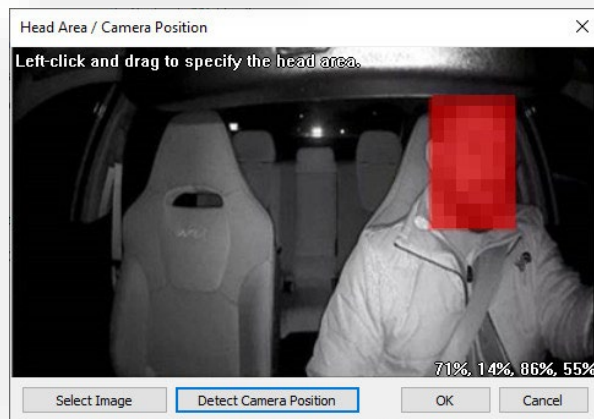 Head Area / Camera Position
Left-click and drag to specify the head area.
71%, 14%, 86%, 55%
Select Image
Detect Camera Position
OK
Cancel